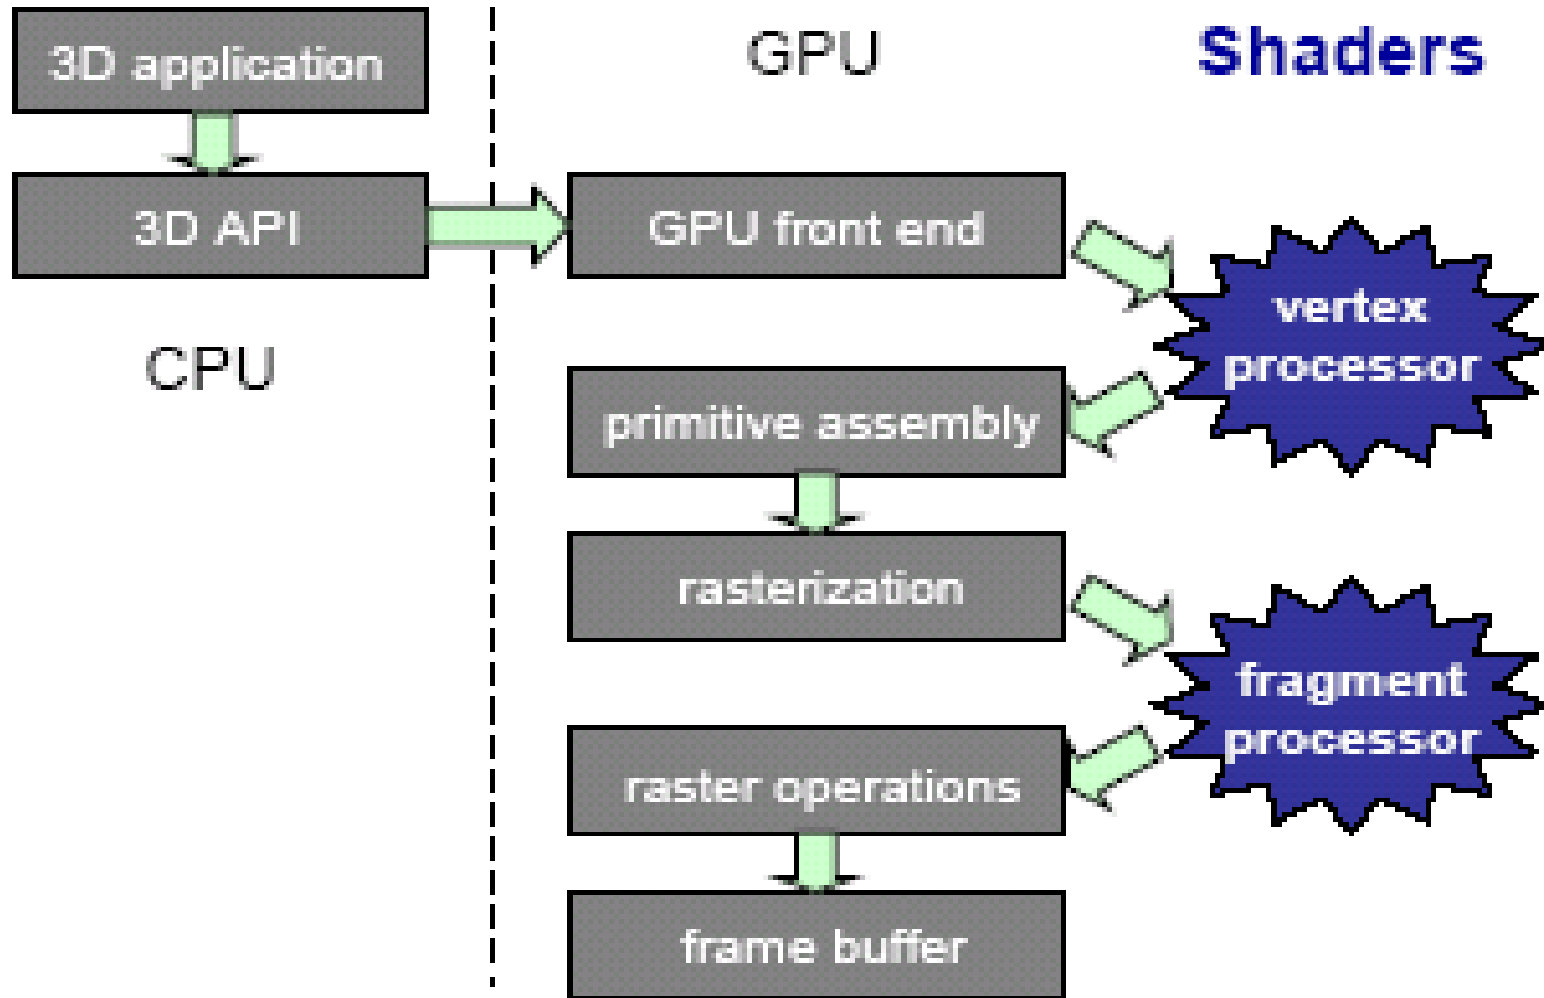 3D application
GPU
Shaders
3D API
GPU front end
vertex
processor
CPU
primitive assembly
rasterization
fragment
processor
raster operations
frame buffer